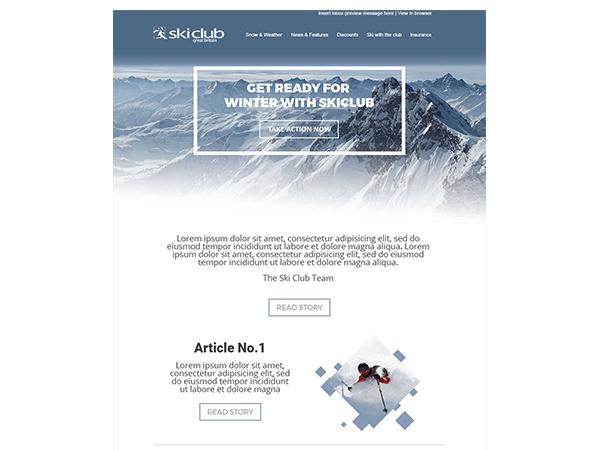 Insert inbox preview message here | View in browser
skiclub
great britain
Snow & Weather News & Features Discounts Ski with the club Insurance
GET READY FOR
WINTER WITH SKICLUB
TAKE ACTION NOW
Lorem ipsum dolor sit amet, consectetur adipisicing elit, sed do
eiusmod tempor incididunt ut labore et dolore magna aliqua. Lorem
ipsum dolor sit amet, consectetur adipisicing elit, sed do eiusmod
tempor incididunt ut labore et dolore magna aliqua.
The Ski Club Team
READ STORY
Article No.1
Lorem ipsum dolor sit amet,
consectetur adipisicing elit, sed do
eiusmod tempor incididunt ut
labore et dolore magna
READ STORY